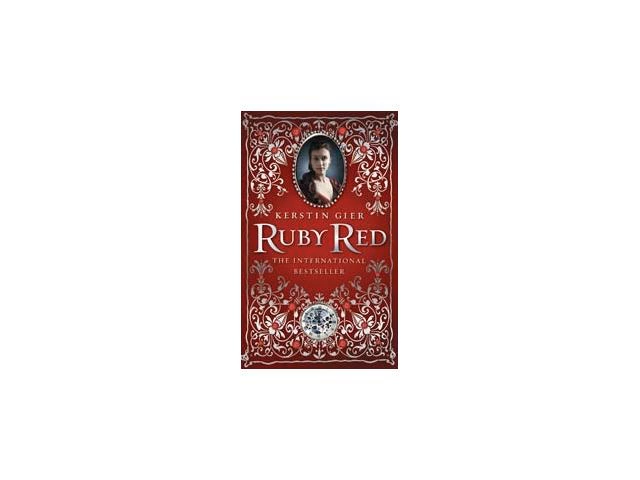 KERSTIN GIER
RUBY RED
THE INTERNATIONAL
BESTSELLER